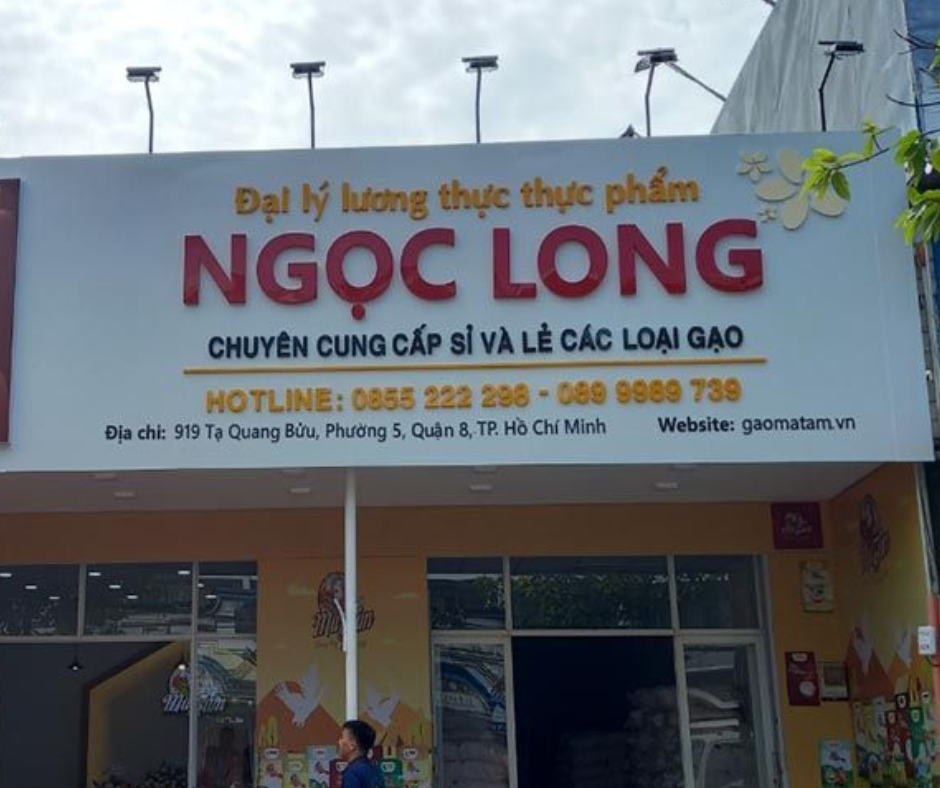 Đại lý lương thực thực phẩm
NGỌC LONG
CHUYÊN CUNG CẤP SỈ VÀ LẺ CÁC LOẠI GẠO
HOTLINE: 0855 222 298 - 089 9989 739
Địa chỉ: 919 Tạ Quang Bửu, Phường 5, Quận 8, TP. Hồ Chí Minh Website: gaomatam.vn